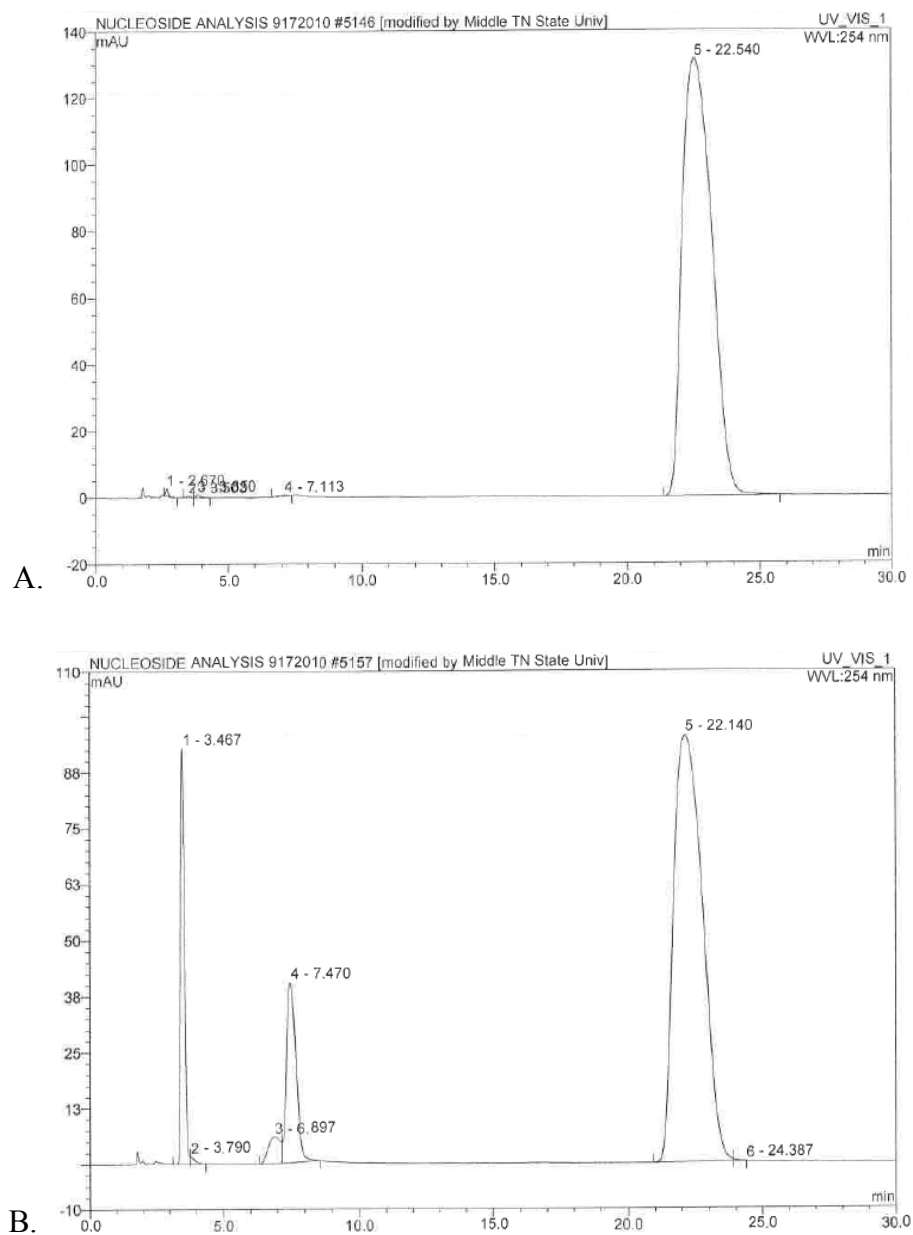 NUCLEOSIDE ANALYSIS 9172010 #5146 [modified by Middle TN State Univ] UV_VIS_1
mAU WVL:254 nm
140
120
100
80
60
40
20
0
-20
5 - 22.540
1 - 2.670
4 - 7.113
min
0.0 5.0 10.0 15.0 20.0 25.0 30.0
A.
NUCLEOSIDE ANALYSIS 9172010 #5157 [modified by Middle TN State Univ] UV_VIS_1
mAU WVL:254 nm
110
88
75
63
50
38
25
13
-10
1 - 3.467
5 - 22.140
4 - 7.470
3 - 6.897
2 - 3.790
6 - 24.387
min
0.0 5.0 10.0 15.0 20.0 25.0 30.0
B.